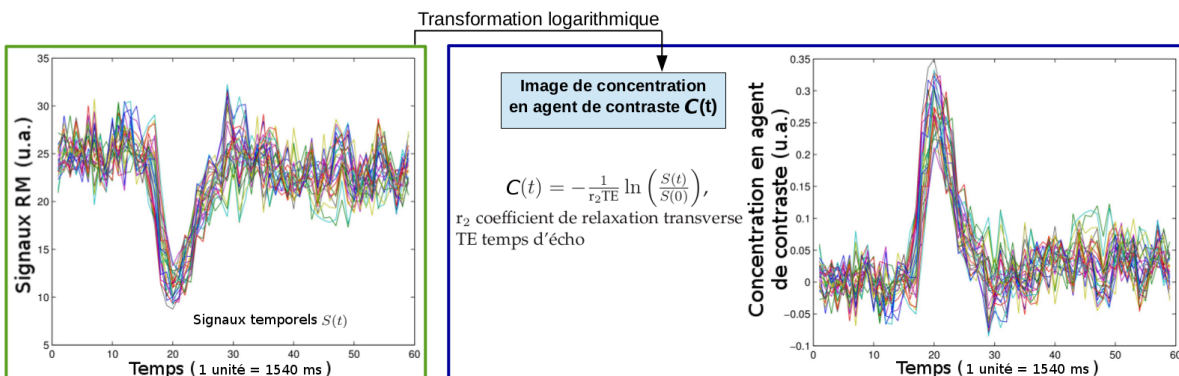 Transformation logarithmique
35
30
25
20
15
10
5
0
10
20
30
40
50
60
Signaux RM (u.a.)
Signaux temporels S(t)
Temps ( 1 unité = 1540 ms )
Image de concentration
en agent de contraste C(t)
C(t) = −\frac{1}{r₂TE} ln (\frac{S(t)}{S(0)}),
r₂ coefficient de relaxation transverse
TE temps d'écho
Concentration en agent
de contraste (u.a.)
0.35
0.3
0.25
0.2
0.15
0.1
0.05
0
−0.05
−0.1
0
10
20
30
40
50
60
Temps ( 1 unité = 1540 ms )